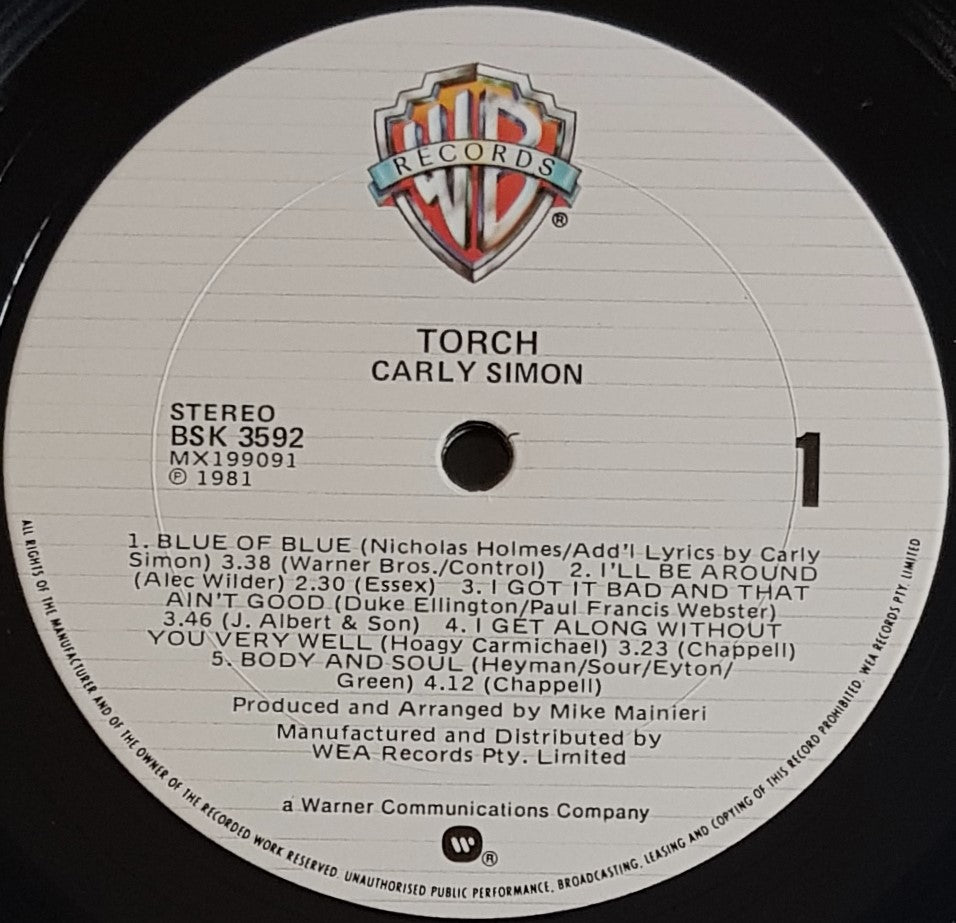 WB
RECORDS
®
TORCH
CARLY SIMON
STEREO
BSK 3592
MX199091
℗ 1981
1
1. BLUE OF BLUE (Nicholas Holmes/Add'l Lyrics by Carly
Simon) 3.38 (Warner Bros./Control) 2. I'LL BE AROUND
(Alec Wilder) 2.30 (Essex) 3. I GOT IT BAD AND THAT
AIN'T GOOD (Duke Ellington/Paul Francis Webster)
3.46 (J. Albert & Son) 4. I GET ALONG WITHOUT
YOU VERY WELL (Hoagy Carmichael) 3.23 (Chappell)
5. BODY AND SOUL (Heyman/Sour/Eyton/
Green) 4.12 (Chappell)
Produced and Arranged by Mike Mainieri
Manufactured and Distributed by
WEA Records Pty. Limited
a Warner Communications Company
®
ALL RIGHTS OF THE MANUFACTURER AND OF THE OWNER OF THE RECORDED WORK RESERVED. UNAUTHORISED PUBLIC PERFORMANCE, BROADCASTING, LEASING AND COPYING OF THIS RECORD PROHIBITED. WEA RECORDS PTY. LIMITED